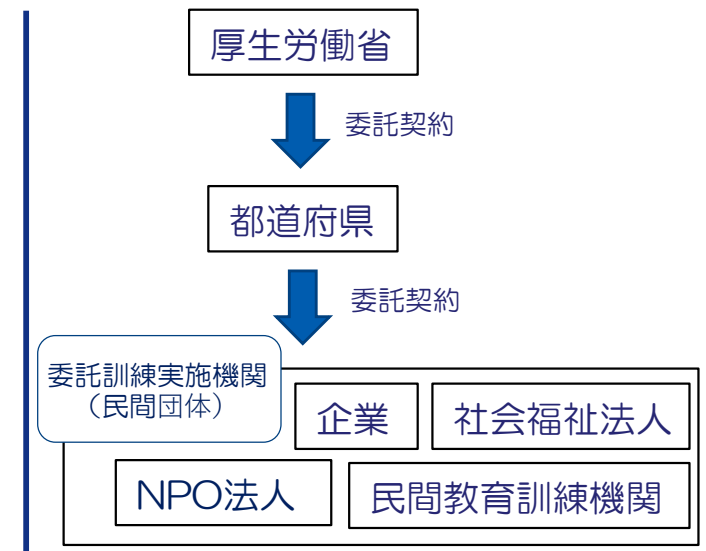 厚生労働省
委託契約
都道府県
委託契約
委託訓練実施機関
（民間団体）
企業
社会福祉法人
NPO法人
民間教育訓練機関